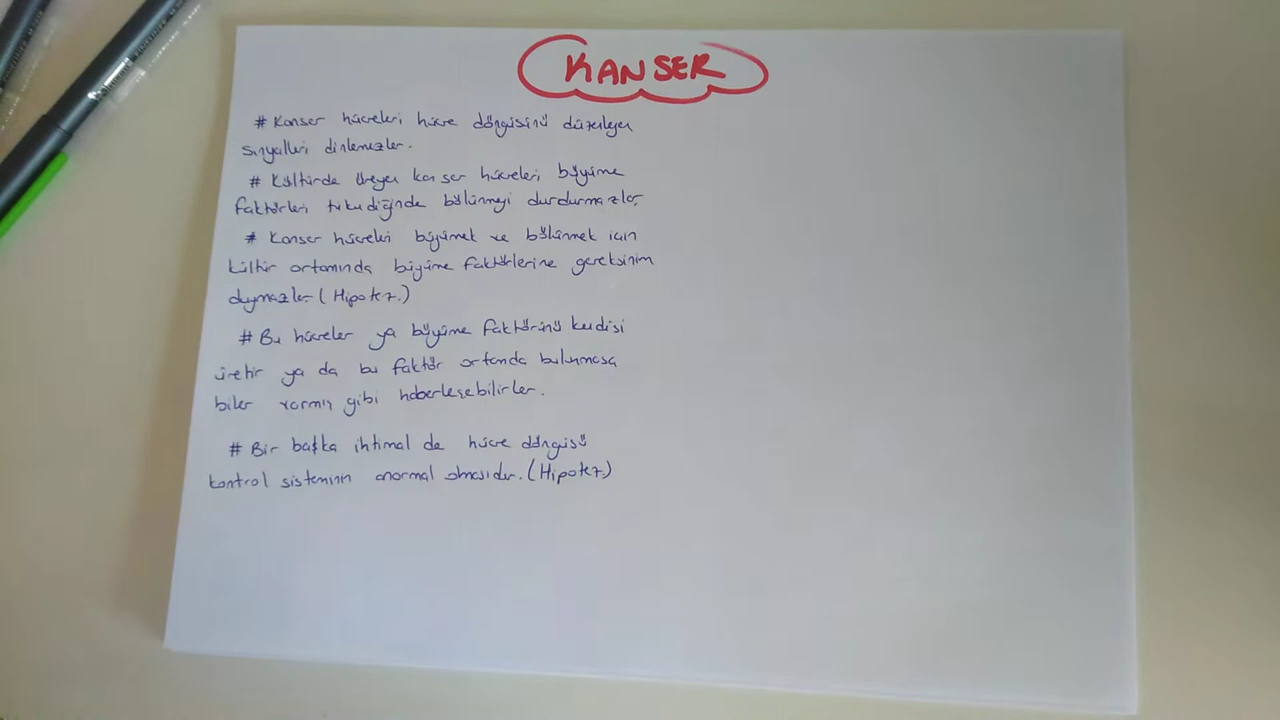 KANSER
# Kanser hücreleri hücre döngüsünü düzenleyen
sinyalleri dinlemezler.
# Kültürde üreyen kanser hücreleri büyüme
faktörleri tükendiğinde bölünmeyi durdurmazlar.
# Kanser hücreleri büyümek ve bölünmek için
kültür ortamında büyüme faktörlerine gereksinim
duymazlar (Hipotez.)
# Bu hücreler ya büyüme faktörünü kendisi
üretir ya da bu faktör ortamda bulunmasa
bile varmış gibi haberleşebilirler.
# Bir başka ihtimal de hücre döngüsü
kontrol sisteminin anormal olmasıdır. (Hipotez)